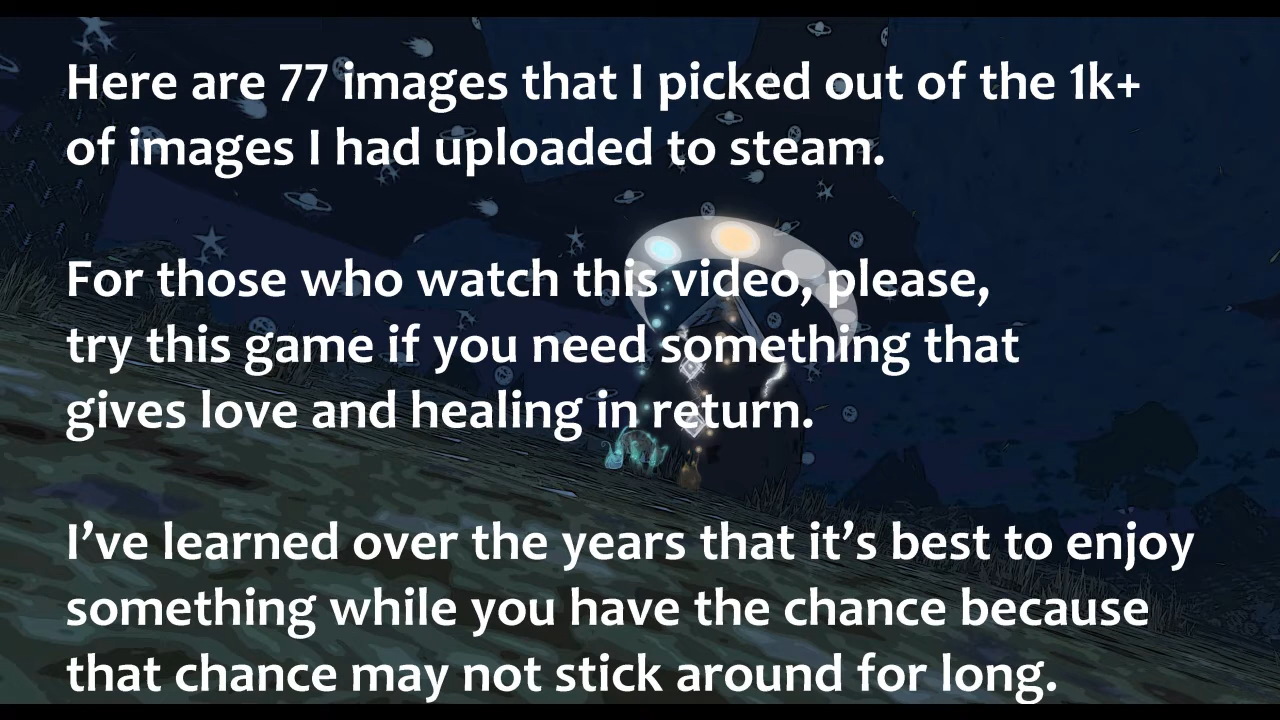 Here are 77 images that I picked out of the 1k+
of images I had uploaded to steam.
For those who watch this video, please,
try this game if you need something that
gives love and healing in return.
I’ve learned over the years that it’s best to enjoy
something while you have the chance because
that chance may not stick around for long.